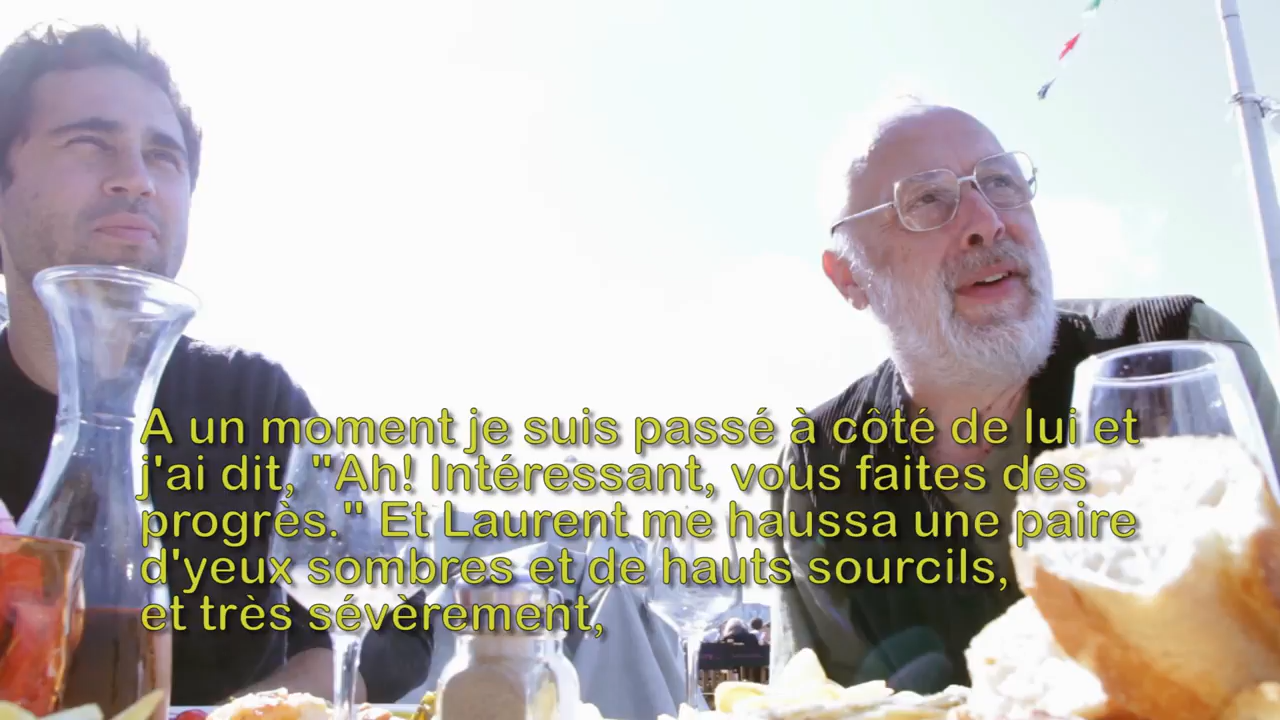 A un moment je suis passé à côté de lui et
j'ai dit, "Ah! Intéressant, vous faites des
progrès." Et Laurent me haussa une paire
d'yeux sombres et de hauts sourcils,
et très sévèrement,